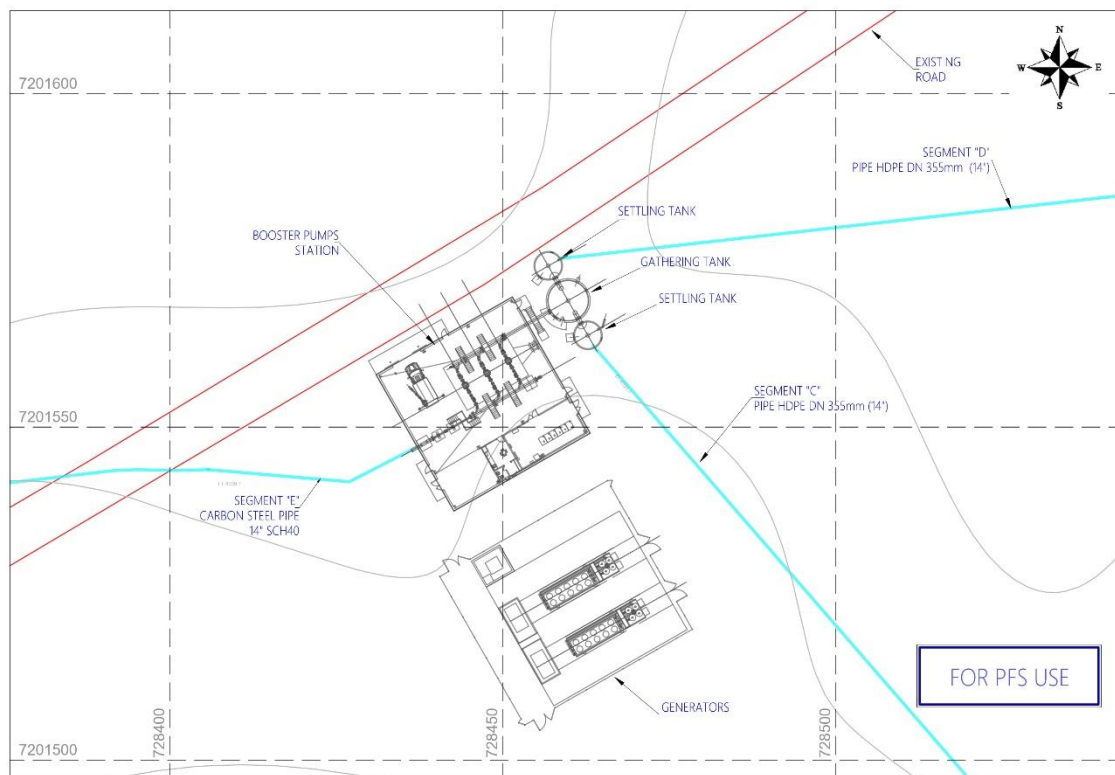 N
W E
S
7201600
EXIST NG
ROAD
SEGMENT "D"
PIPE HDPE DN 355mm (14")
SETTLING TANK
BOOSTER PUMPS
STATION
GATHERING TANK
SETTLING TANK
SEGMENT "C"
PIPE HDPE DN 355mm (14")
7201550
SEGMENT "E"
CARBON STEEL PIPE
14" SCH40
FOR PFS USE
GENERATORS
728400
728450
728500
7201500